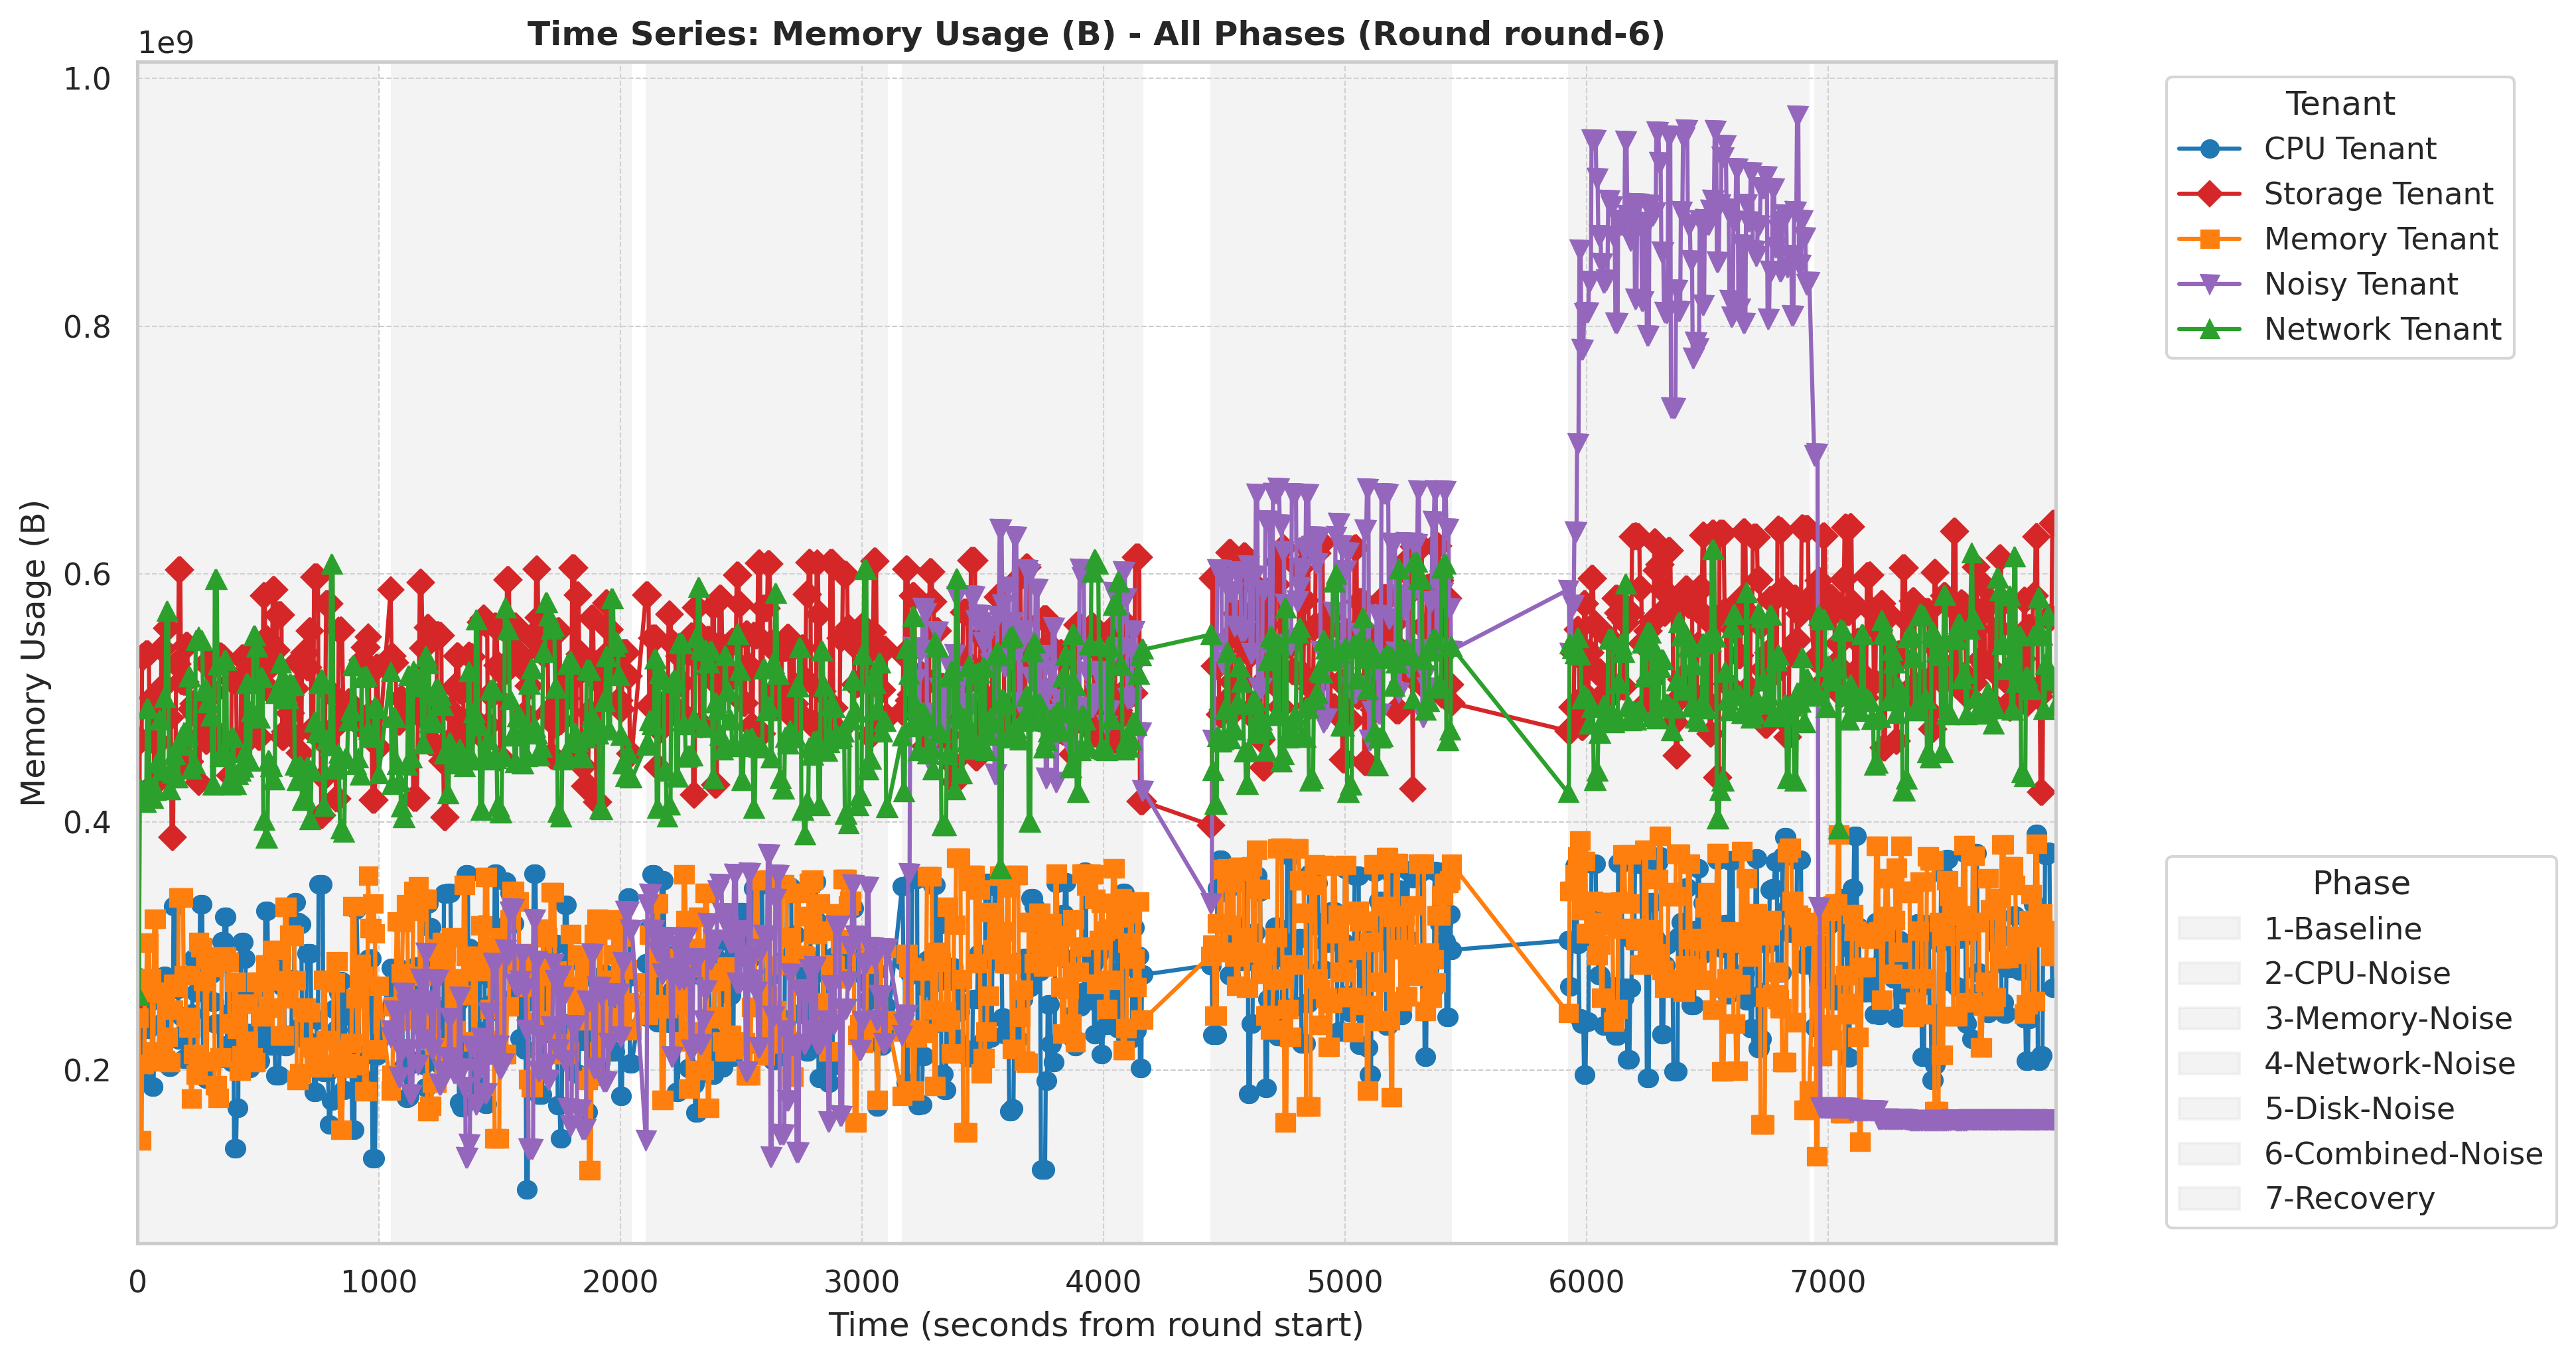 Time Series: Memory Usage (B) - All Phases (Round round-6)
1e9
1.0
0.8
0.6
0.4
0.2
Memory Usage (B)
0 1000 2000 3000 4000 5000 6000 7000
Time (seconds from round start)
Tenant
CPU Tenant
Storage Tenant
Memory Tenant
Noisy Tenant
Network Tenant
Phase
1-Baseline
2-CPU-Noise
3-Memory-Noise
4-Network-Noise
5-Disk-Noise
6-Combined-Noise
7-Recovery